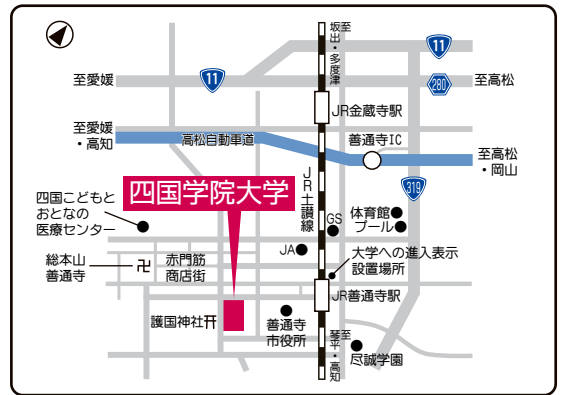 至
坂出・多度津
11
11
至愛媛
280
至高松
JR金蔵寺駅
至愛媛
・高知
高松自動車道
善通寺IC
至高松
・岡山
四国学院大学
JR土讃線
319
四国こどもと
おとなの
医療センター
GS
体育館
プール
JA
大学への進入表示
設置場所
総本山
善通寺
卍
赤門筋
商店街
JR善通寺駅
護国神社
善通寺
市役所
至
琴平・高知
尽誠学園